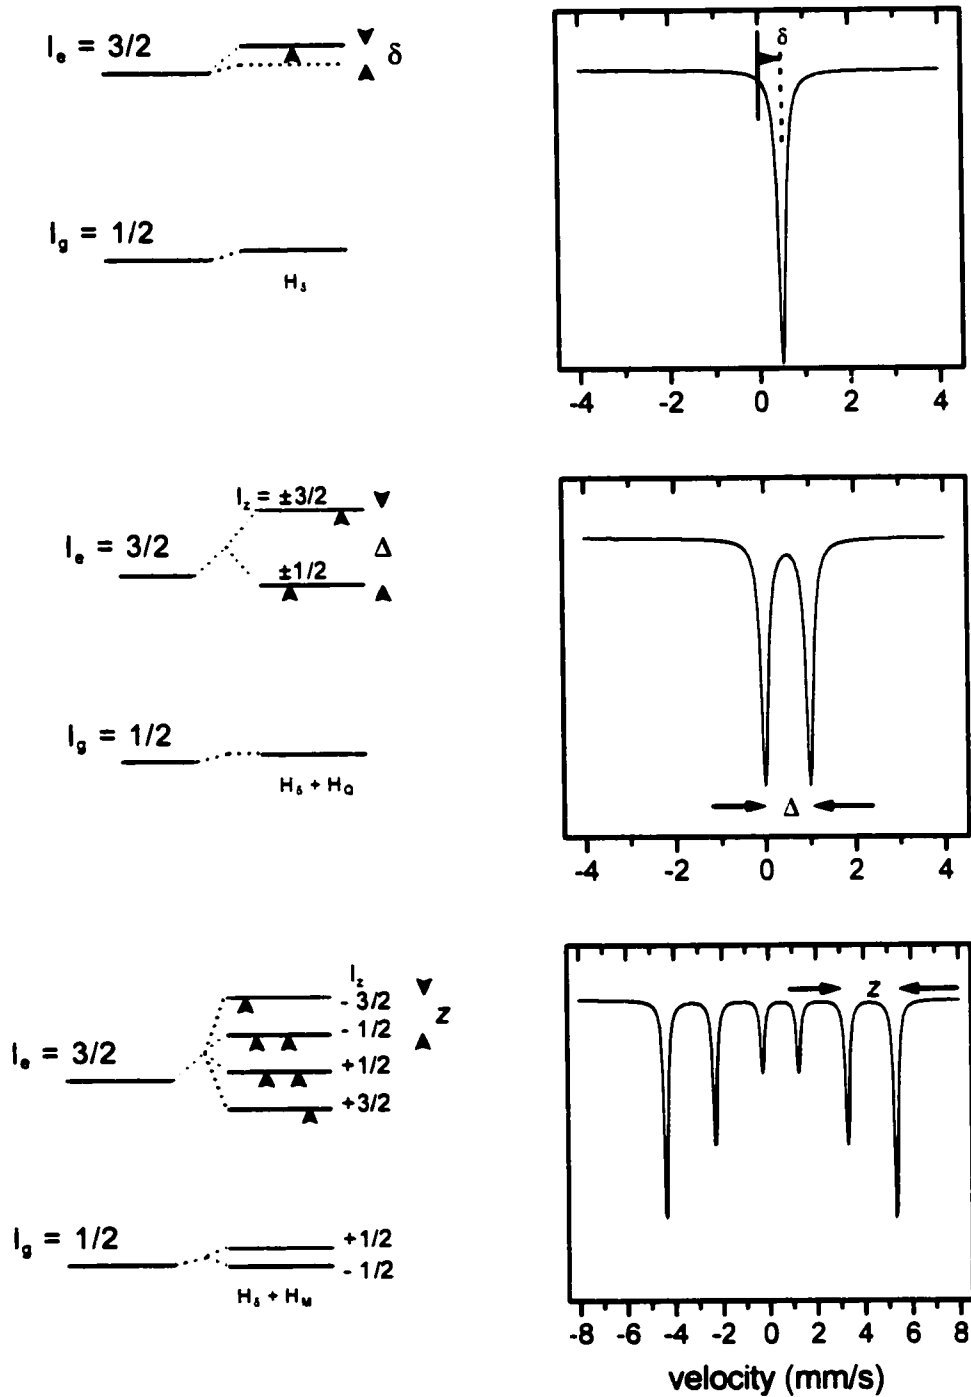 I_e = 3/2
δ
I_g = 1/2
H_δ
δ
-4 -2 0 2 4
I_z = ±3/2
I_e = 3/2
Δ
±1/2
I_g = 1/2
H_δ + H_Q
Δ
-4 -2 0 2 4
I_z
- 3/2
z
- 1/2
I_e = 3/2
+1/2
+3/2
I_g = 1/2
+1/2
- 1/2
H_δ + H_M
z
-8 -6 -4 -2 0 2 4 6 8
velocity (mm/s)